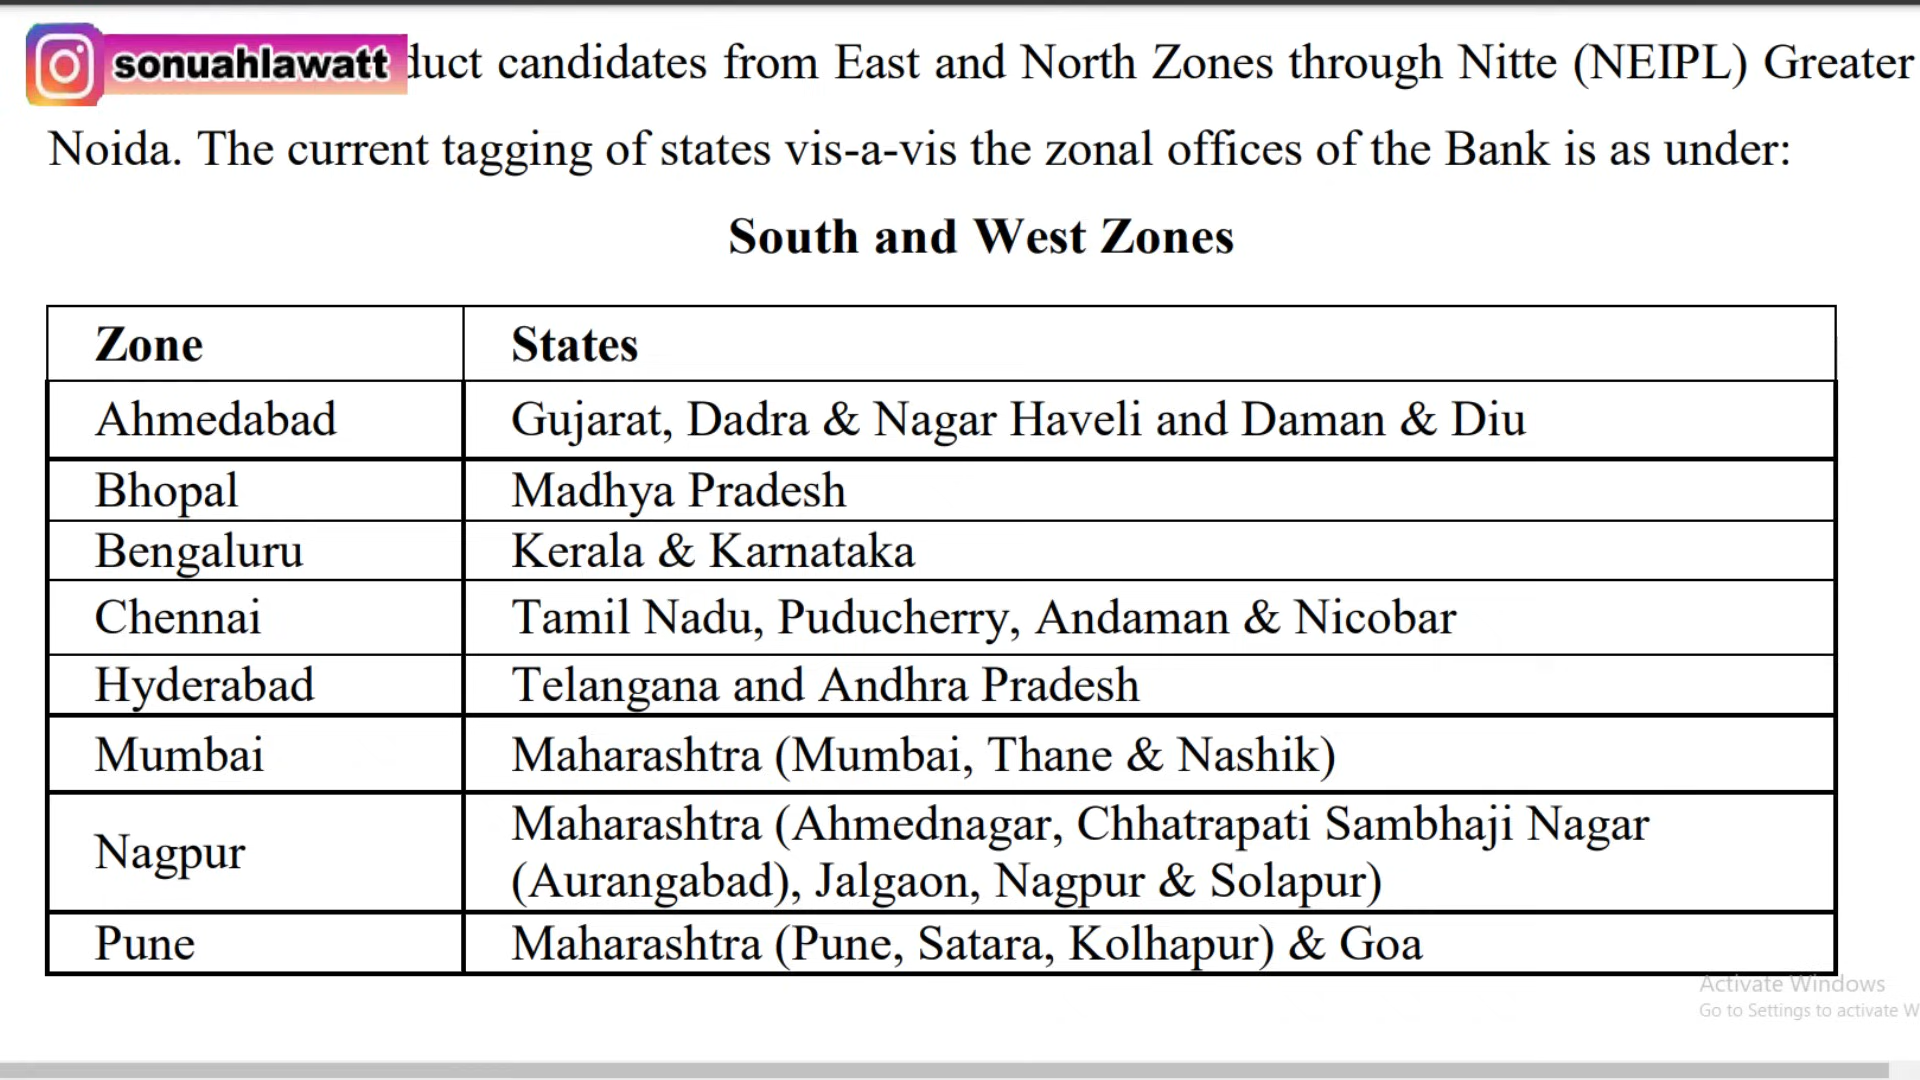 sonuahlawatt
candidates from East and North Zones through Nitte (NEIPL) Greater
Noida. The current tagging of states vis-a-vis the zonal offices of the Bank is as under:
South and West Zones
Zone States
Ahmedabad Gujarat, Dadra & Nagar Haveli and Daman & Diu
Bhopal Madhya Pradesh
Bengaluru Kerala & Karnataka
Chennai Tamil Nadu, Puducherry, Andaman & Nicobar
Hyderabad Telangana and Andhra Pradesh
Mumbai Maharashtra (Mumbai, Thane & Nashik)
Nagpur Maharashtra (Ahmednagar, Chhatrapati Sambhaji Nagar
(Aurangabad), Jalgaon, Nagpur & Solapur)
Pune Maharashtra (Pune, Satara, Kolhapur) & Goa
Activate Windows
Go to Settings to activate W